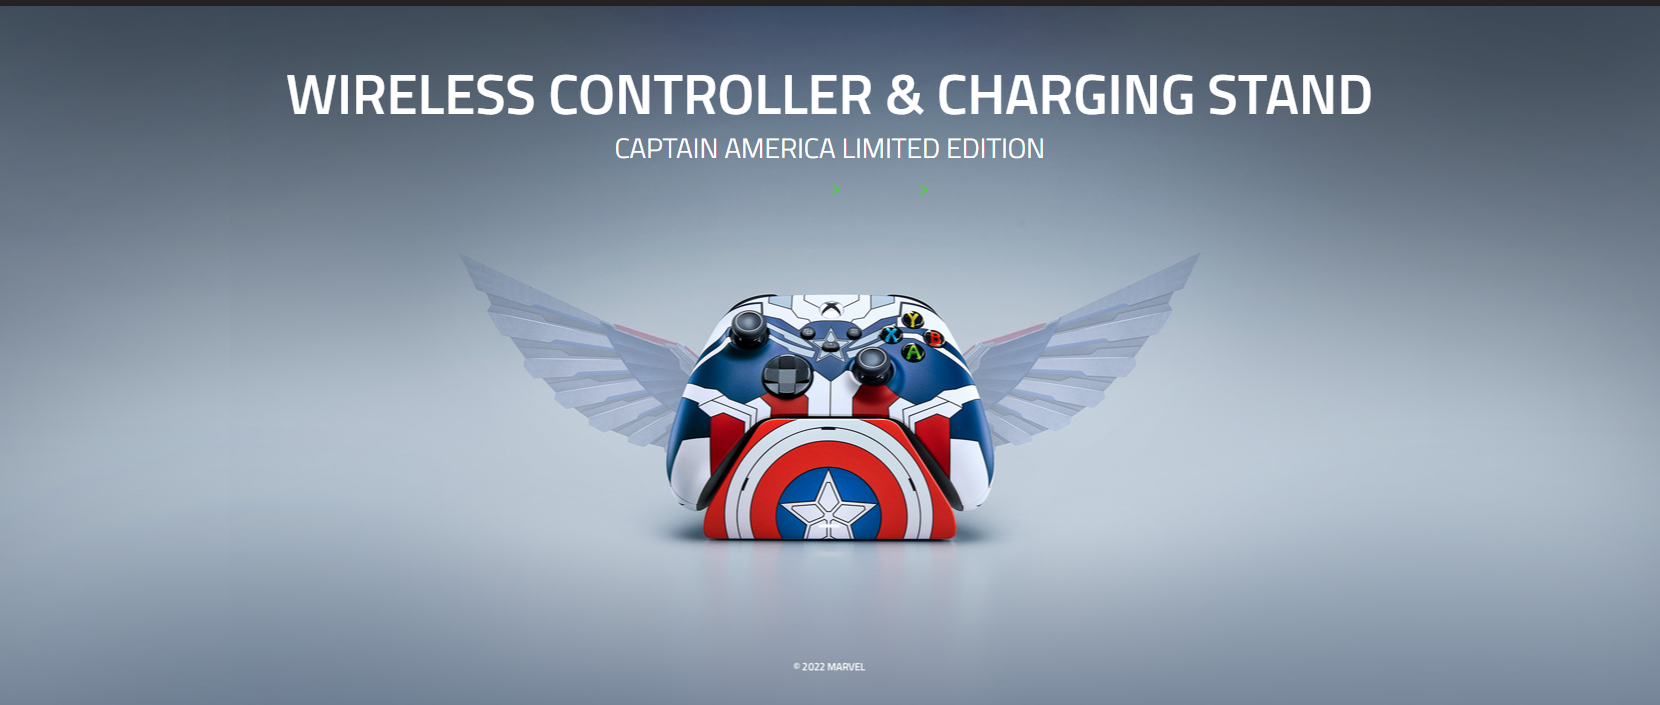 WIRELESS CONTROLLER & CHARGING STAND
CAPTAIN AMERICA LIMITED EDITION
> >
Y
X B
A
© 2022 MARVEL